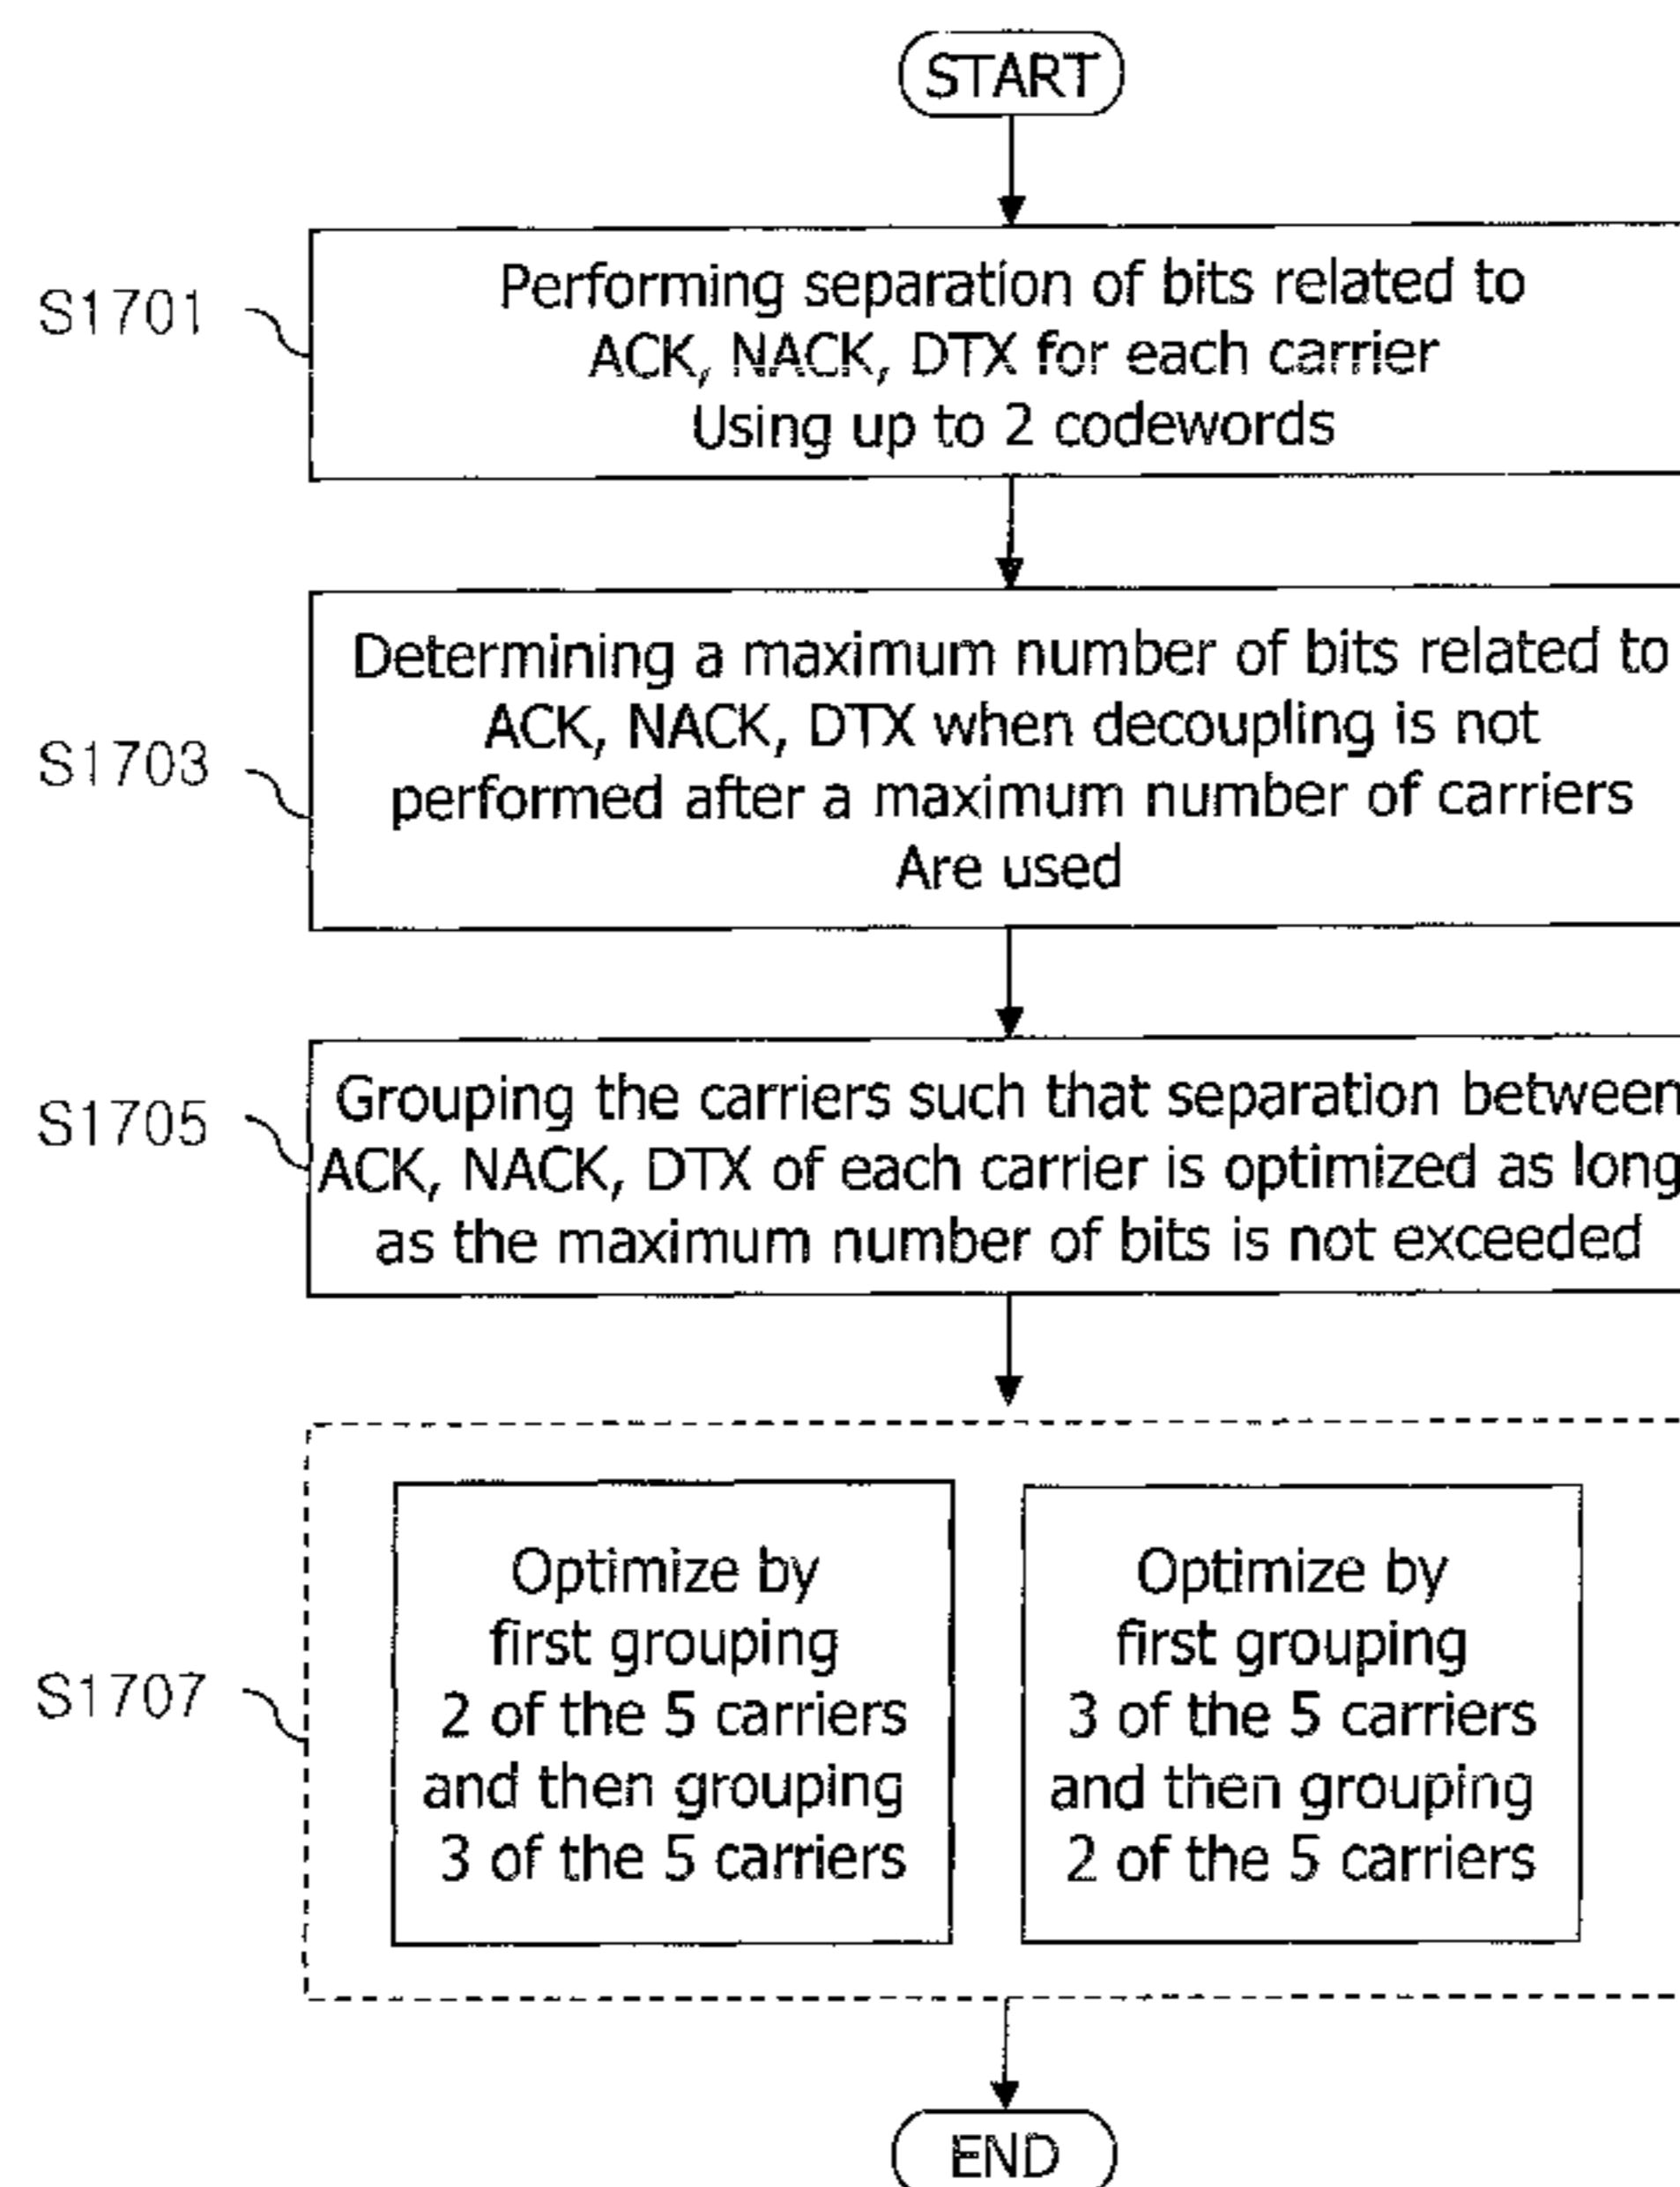 START
S1701
Performing separation of bits related to
ACK, NACK, DTX for each carrier
Using up to 2 codewords
S1703
Determining a maximum number of bits related to
ACK, NACK, DTX when decoupling is not
performed after a maximum number of carriers
Are used
S1705
Grouping the carriers such that separation between
ACK, NACK, DTX of each carrier is optimized as long
as the maximum number of bits is not exceeded
S1707
Optimize by
first grouping
2 of the 5 carriers
and then grouping
3 of the 5 carriers
Optimize by
first grouping
3 of the 5 carriers
and then grouping
2 of the 5 carriers
END